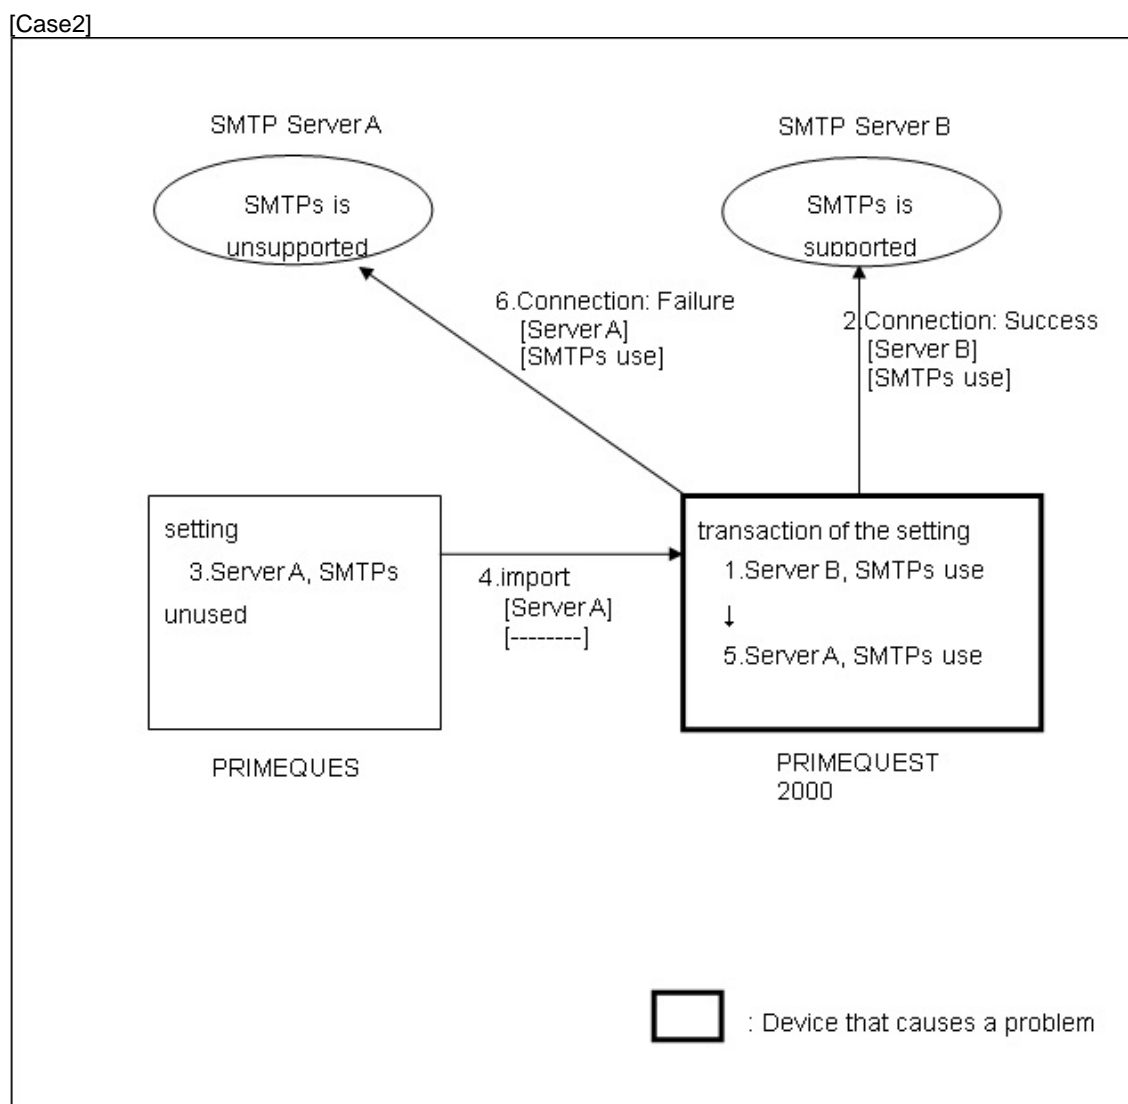 [Case2]
SMTP Server A
SMTP Server B
SMTPs is
unsupported
SMTPs is
supported
6.Connection: Failure
[Server A]
[SMTPs use]
2.Connection: Success
[Server B]
[SMTPs use]
setting
3.Server A, SMTPs
unused
4.import
[Server A]
[--------]
transaction of the setting
1.Server B, SMTPs use
↓
5.Server A, SMTPs use
PRIMEQUES
PRIMEQUEST
2000
: Device that causes a problem